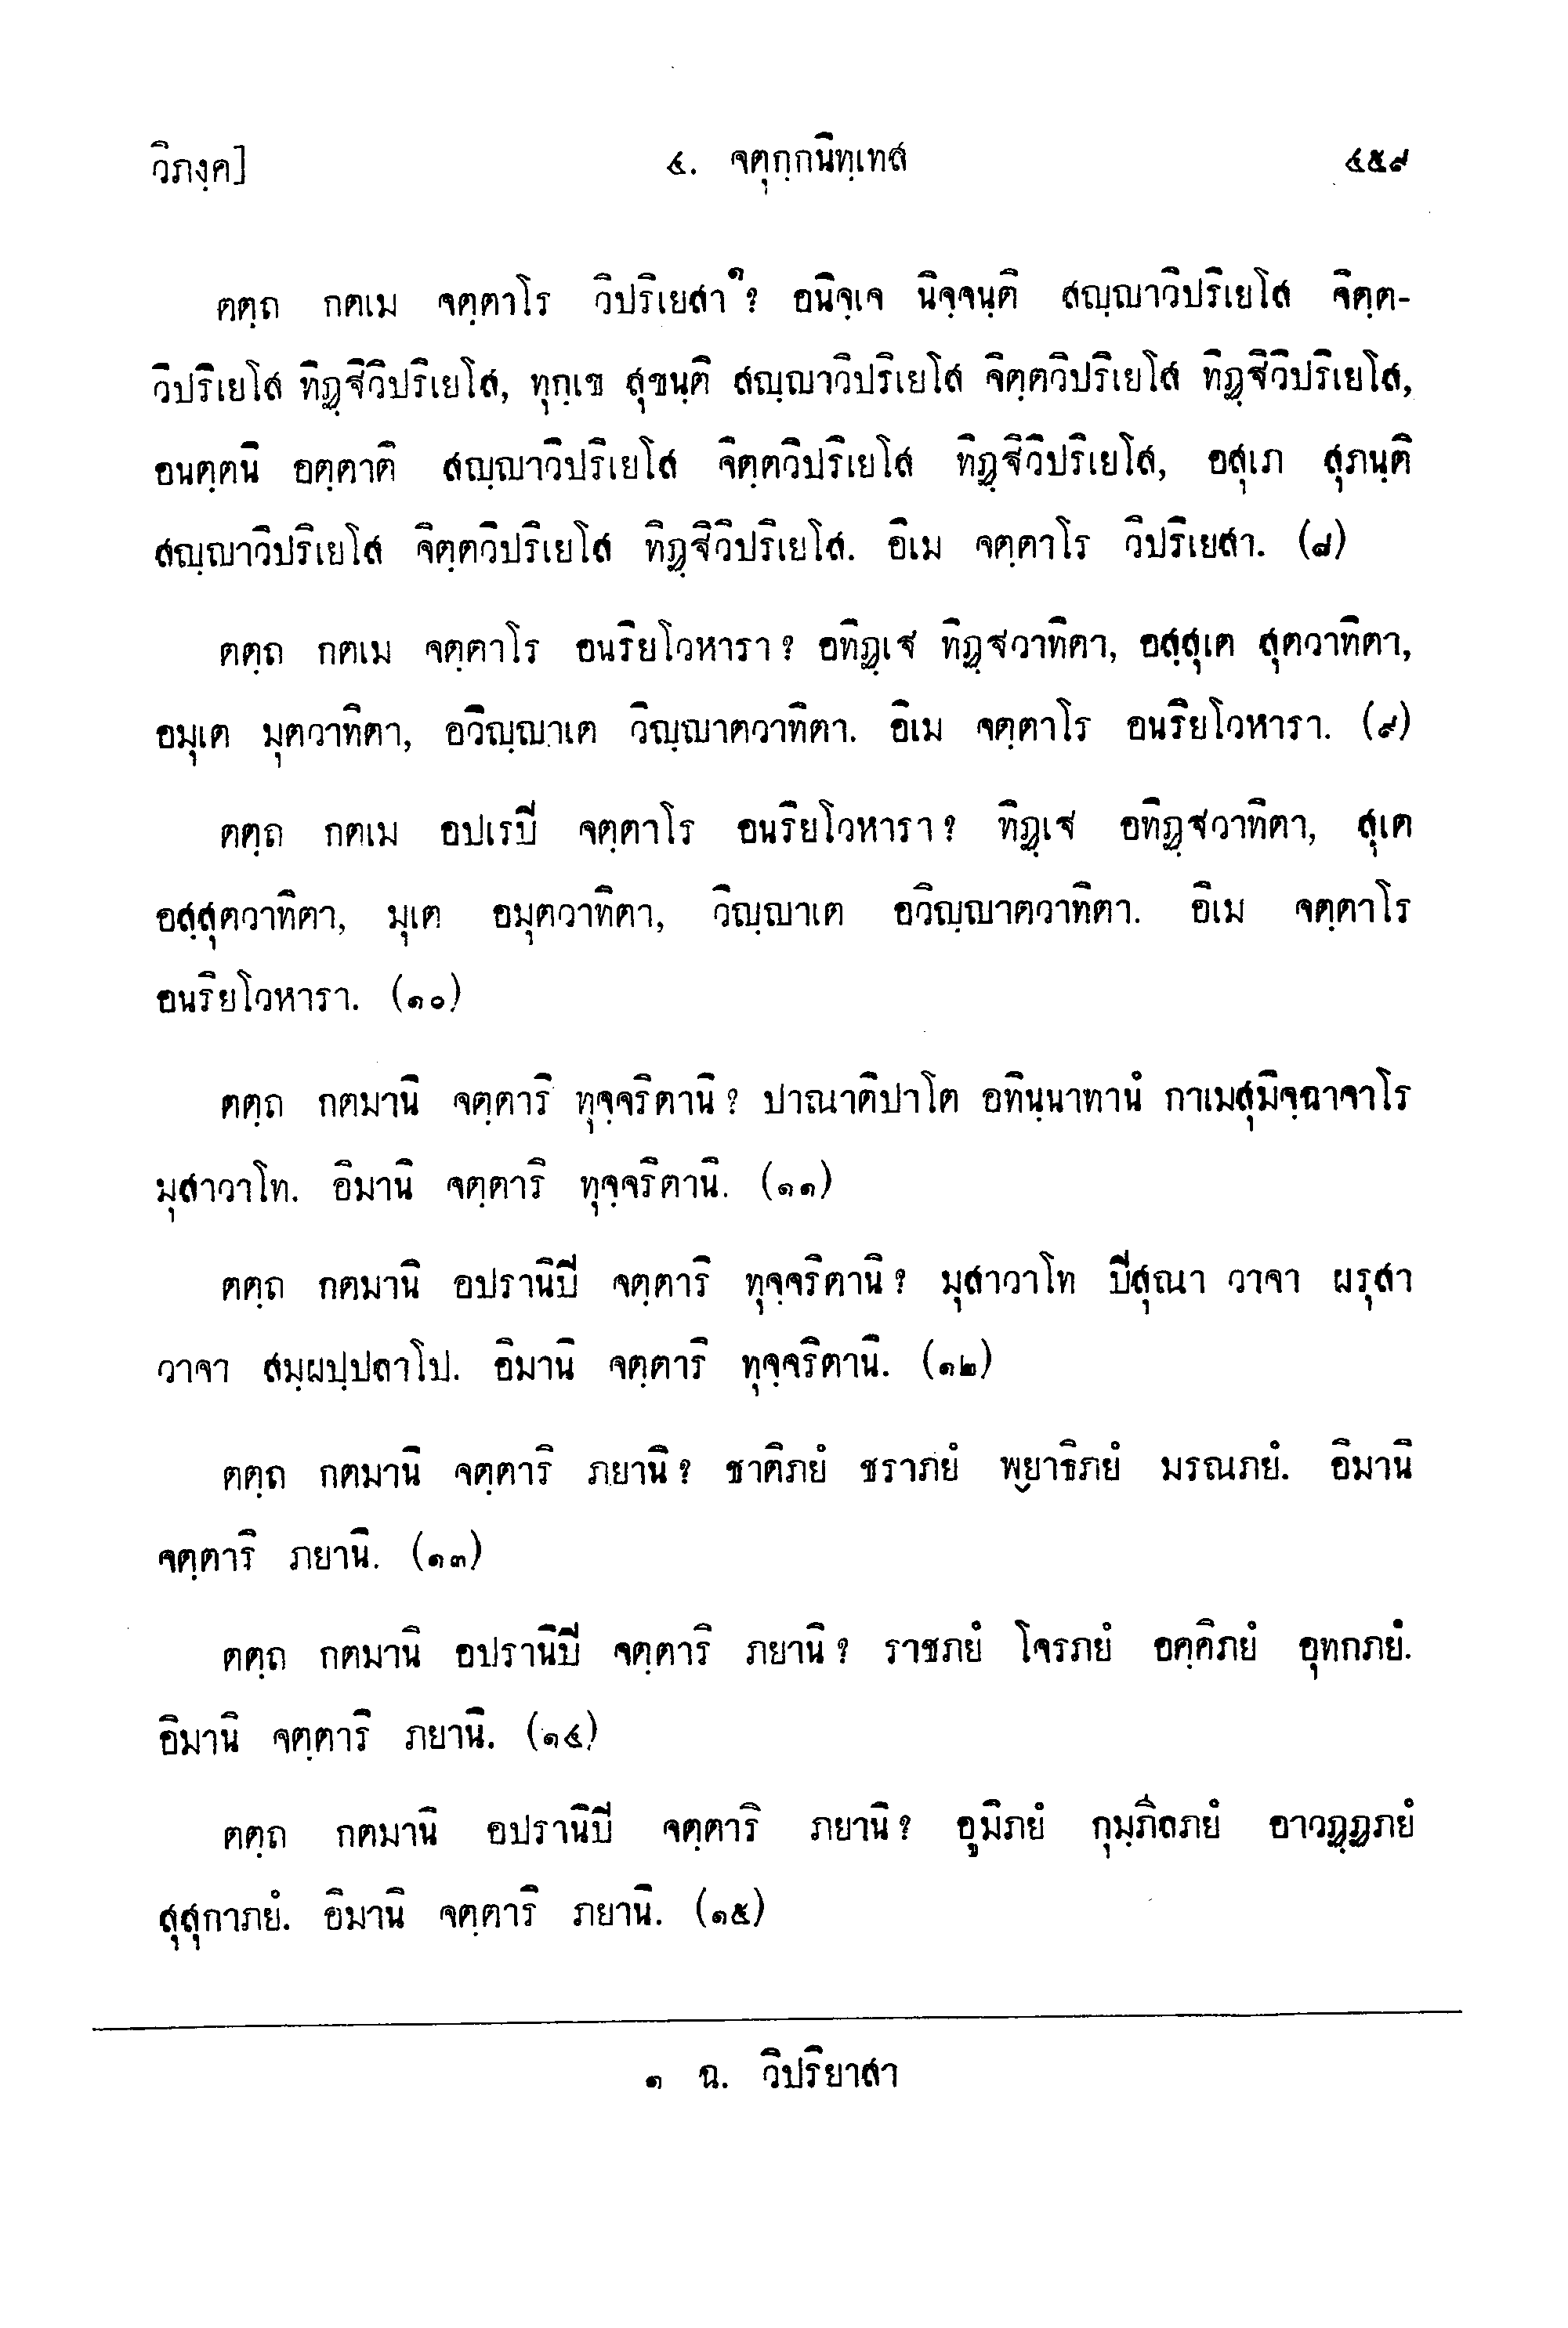 วิภงฺค]	๔. จตุกฺกนิทฺเทส	๔๕๙
ตตฺถ กตเม จตฺตาโร วิปริเยสา๑? อนิจฺเจ นิจฺจนฺติ สญฺญาวิปริเยโส จิตฺต-
วิปริเยโส ทิฏฺฐิวิปริเยโส, ทุกฺเข สุขนฺติ สญฺญาวิปริเยโส จิตฺตวิปริเยโส ทิฏฺฐิวิปริเยโส,
อนตฺตนิ อตฺตาติ สญฺญาวิปริเยโส จิตฺตวิปริเยโส ทิฏฺฐิวิปริเยโส, อสุเภ สุภนฺติ
สญฺญาวิปริเยโส จิตฺตวิปริเยโส ทิฏฺฐิวิปริเยโส. อิเม จตฺตาโร วิปริเยสา. (๘)
ตตฺถ กตเม จตฺตาโร อนริยโวหารา? อทิฏฺเฐ ทิฏฺฐวาทิตา, อสฺสุเต สุตวาทิตา,
อมุเต มุตวาทิตา, อวิญฺญาเต วิญฺญาตวาทิตา. อิเม จตฺตาโร อนริยโวหารา. (๙)
ตตฺถ กตเม อปเรปิ จตฺตาโร อนริยโวหารา? ทิฏฺเฐ อทิฏฺฐวาทิตา, สุเต
อสฺสุตวาทิตา, มุเต อมุตวาทิตา, วิญฺญาเต อวิญฺญาตวาทิตา. อิเม จตฺตาโร
อนริยโวหารา. (๑๐)
ตตฺถ กตมานิ จตฺตาริ ทุจฺจริตานิ? ปาณาติปาโต อทินฺนาทานํ กาเมสุมิจฺฉาจาโร
มุสาวาโท. อิมานิ จตฺตาริ ทุจฺจริตานิ. (๑๑)
ตตฺถ กตมานิ อปรานิปิ จตฺตาริ ทุจฺจริตานิ? มุสาวาโท ปิสุณา วาจา ผรุสา
วาจา สมฺผปฺปลาโป. อิมานิ จตฺตาริ ทุจฺจริตานิ. (๑๒)
ตตฺถ กตมานิ จตฺตาริ ภยานิ? ชาติภยํ ชราภยํ พฺยาธิภยํ มรณภยํ. อิมานิ
จตฺตาริ ภยานิ. (๑๓)
ตตฺถ กตมานิ อปรานิปิ จตฺตาริ ภยานิ? ราชภยํ โจรภยํ อคฺคิภยํ อุทกภยํ.
อิมานิ จตฺตาริ ภยานิ. (๑๔)
ตตฺถ กตมานิ อปรานิปิ จตฺตาริ ภยานิ? อูมิภยํ กุมฺภิลภยํ อาวฏฺฏภยํ
สุสุกาภยํ. อิมานิ จตฺตาริ ภยานิ. (๑๕)
๑ ฉ. วิปริยาสา